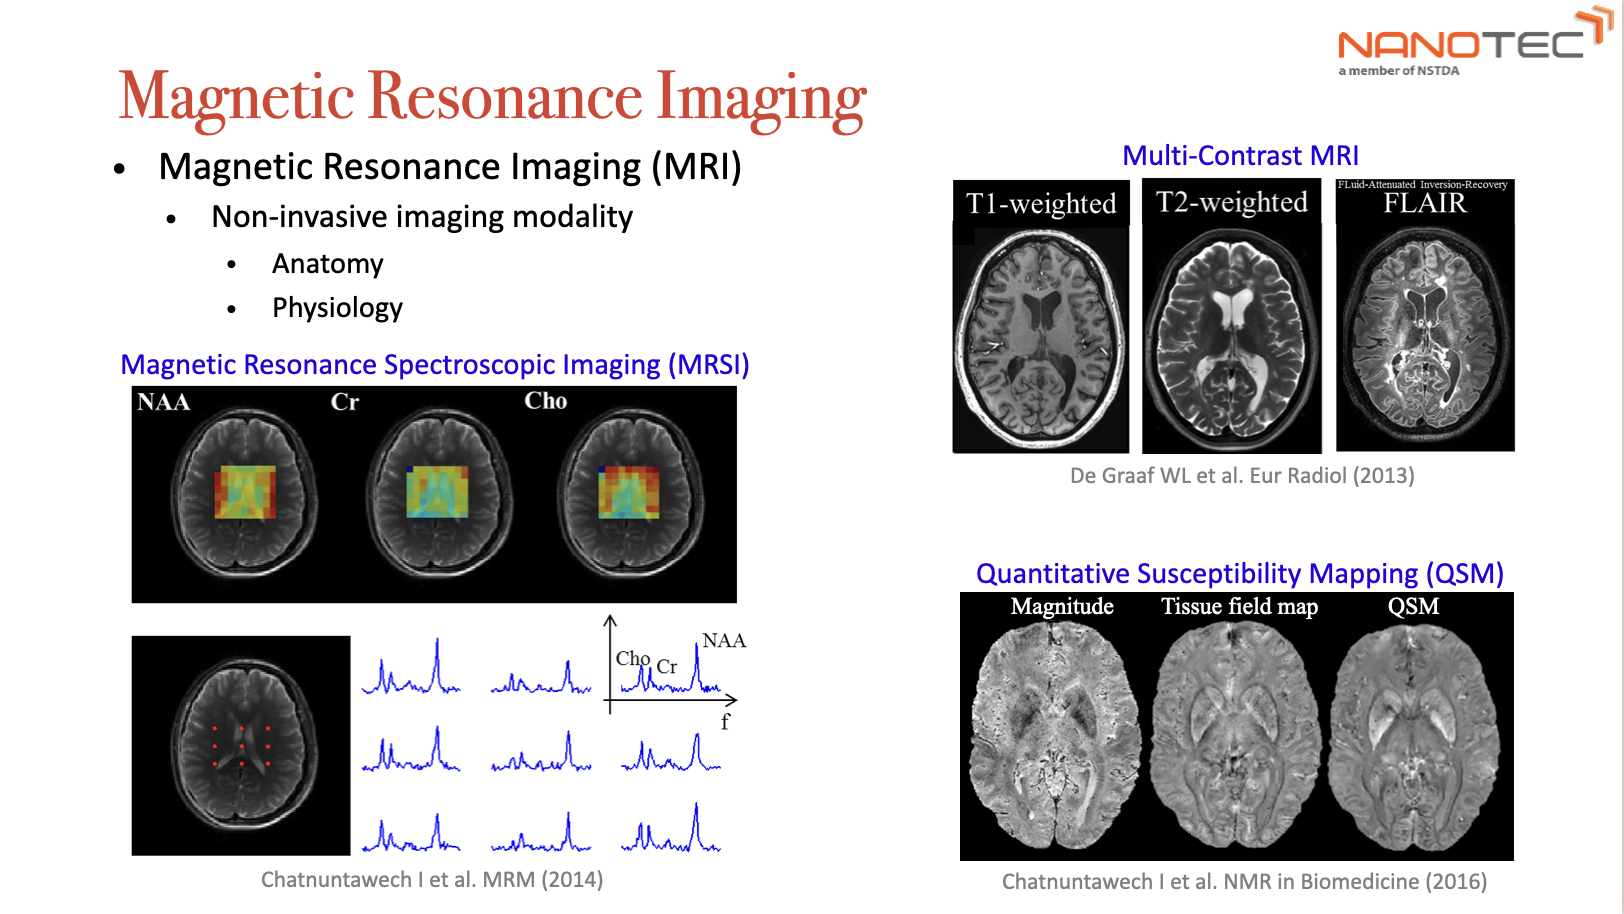 NANOTEC
a member of NSTDA
Magnetic Resonance Imaging
• Magnetic Resonance Imaging (MRI)
• Non-invasive imaging modality
• Anatomy
• Physiology
Magnetic Resonance Spectroscopic Imaging (MRSI)
NAA Cr Cho
Cho Cr NAA
f
Chatnuntawech I et al. MRM (2014)
Multi-Contrast MRI
T1-weighted
T2-weighted
FLuid-Attenuated Inversion-Recovery
FLAIR
De Graaf WL et al. Eur Radiol (2013)
Quantitative Susceptibility Mapping (QSM)
Magnitude Tissue field map QSM
Chatnuntawech I et al. NMR in Biomedicine (2016)